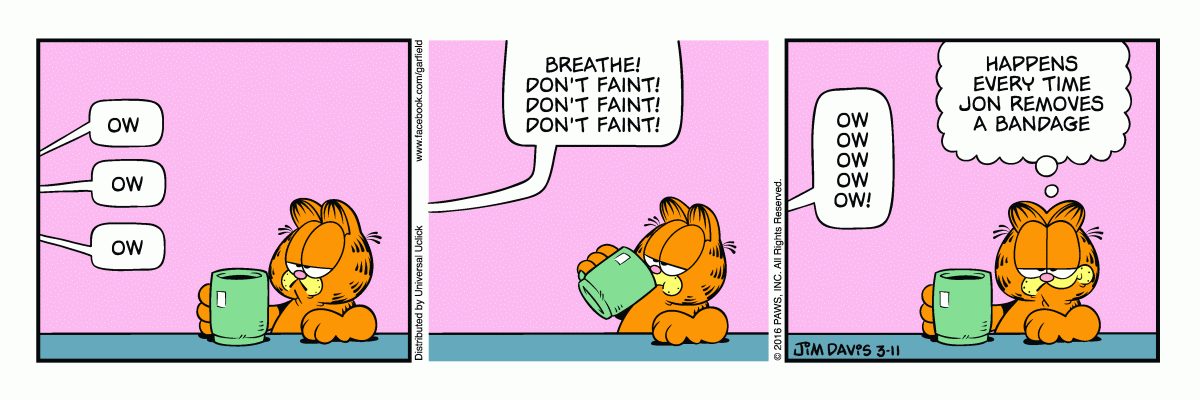 OW
OW
OW
www.facebook.com/garfield
Distributed by Universal Uclick
BREATHE!
DON'T FAINT!
DON'T FAINT!
DON'T FAINT!
© 2016 PAWS, INC. All Rights Reserved.
OW
OW
OW
OW
OW!
HAPPENS
EVERY TIME
JON REMOVES
A BANDAGE
JIM DAVIS 3-11